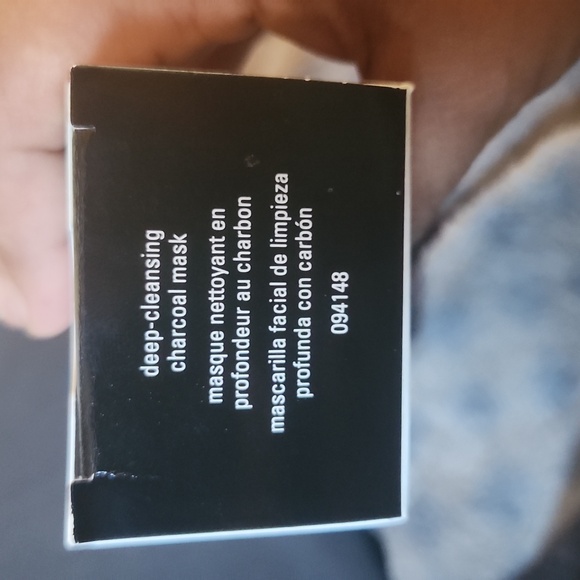 deep-cleansing
charcoal mask
masque nettoyant en
profondeur au charbon
mascarilla facial de limpieza
profunda con carbón
094148